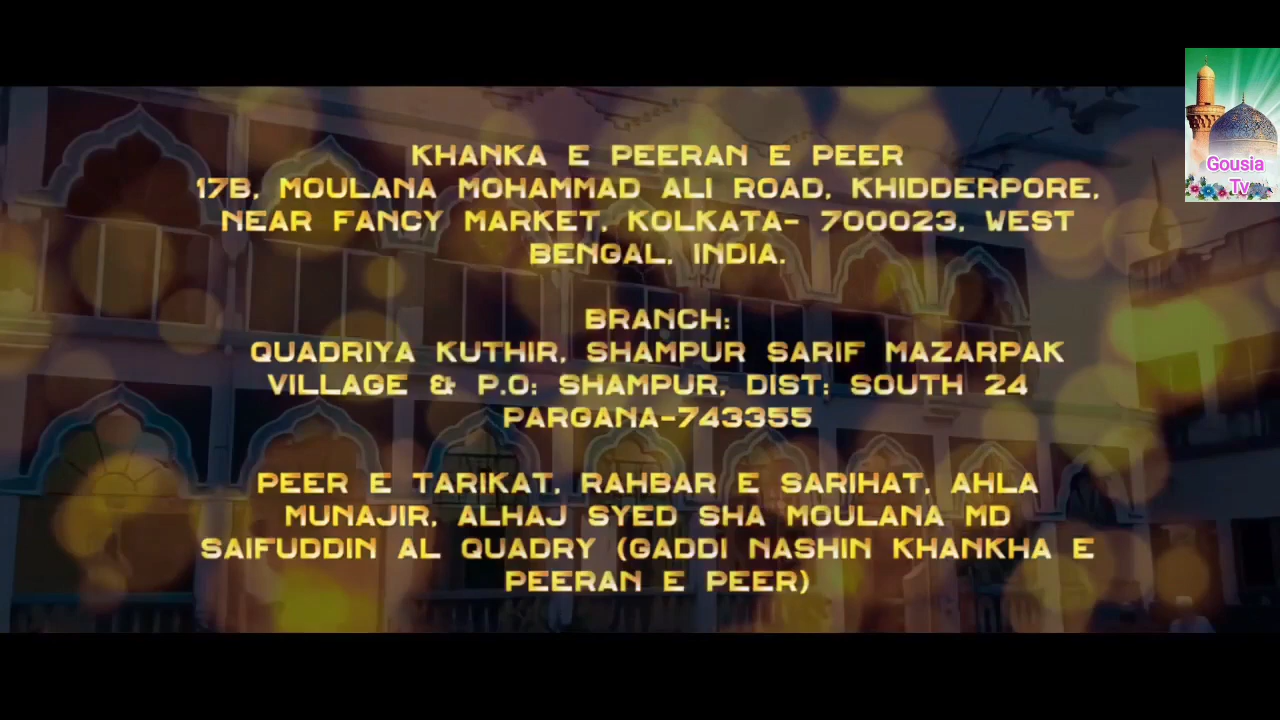 KHANKA E PEERAN E PEER
17B, MOULANA MOHAMMAD ALI ROAD, KHIDDERPORE,
NEAR FANCY MARKET, KOLKATA- 700023, WEST
BENGAL, INDIA.
BRANCH:
QUADRIYA KUTHIR, SHAMPUR SARIF MAZARPAK
VILLAGE & P.O: SHAMPUR, DIST: SOUTH 24
PARGANA-743355
PEER E TARIKAT, RAHBAR E SARIHAT, AHLA
MUNAJIR, ALHAJ SYED SHA MOULANA MD
SAIFUDDIN AL QUADRY (GADDI NASHIN KHANKHA E
PEERAN E PEER)
Gousia
Tv